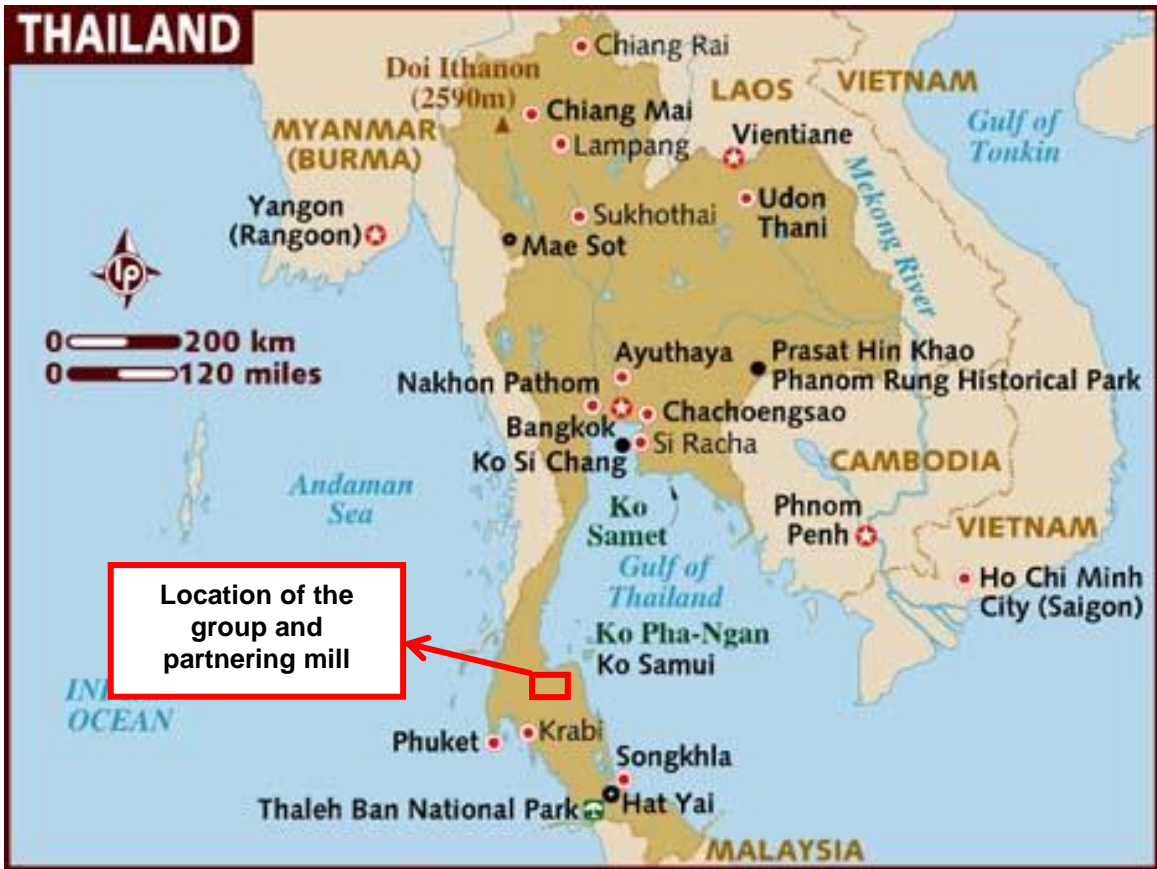 THAILAND
Chiang Rai
Doi Ithanon
(2590m)
Chiang Mai
LAOS
VIETNAM
MYANMAR
(BURMA)
Lampang
Vientiane
Gulf of
Tonkin
Mekong River
Yangon
(Rangoon)
Sukhothai
Udon
Thani
Mae Sot
lp
0 200 km
0 120 miles
Ayuthaya
Prasat Hin Khao
Phanom Rung Historical Park
Nakhon Pathom
Bangkok
Chachoengsao
Ko Si Chang
Si Racha
CAMBODIA
Andaman
Sea
Ko
Samet
Phnom
Penh
VIETNAM
Gulf of
Thailand
Ho Chi Minh
City (Saigon)
Location of the
group and
partnering mill
Ko Pha-Ngan
Ko Samui
OCEAN
Phuket
Krabi
Songkhla
Thaleh Ban National Park
Hat Yai
MALAYSIA